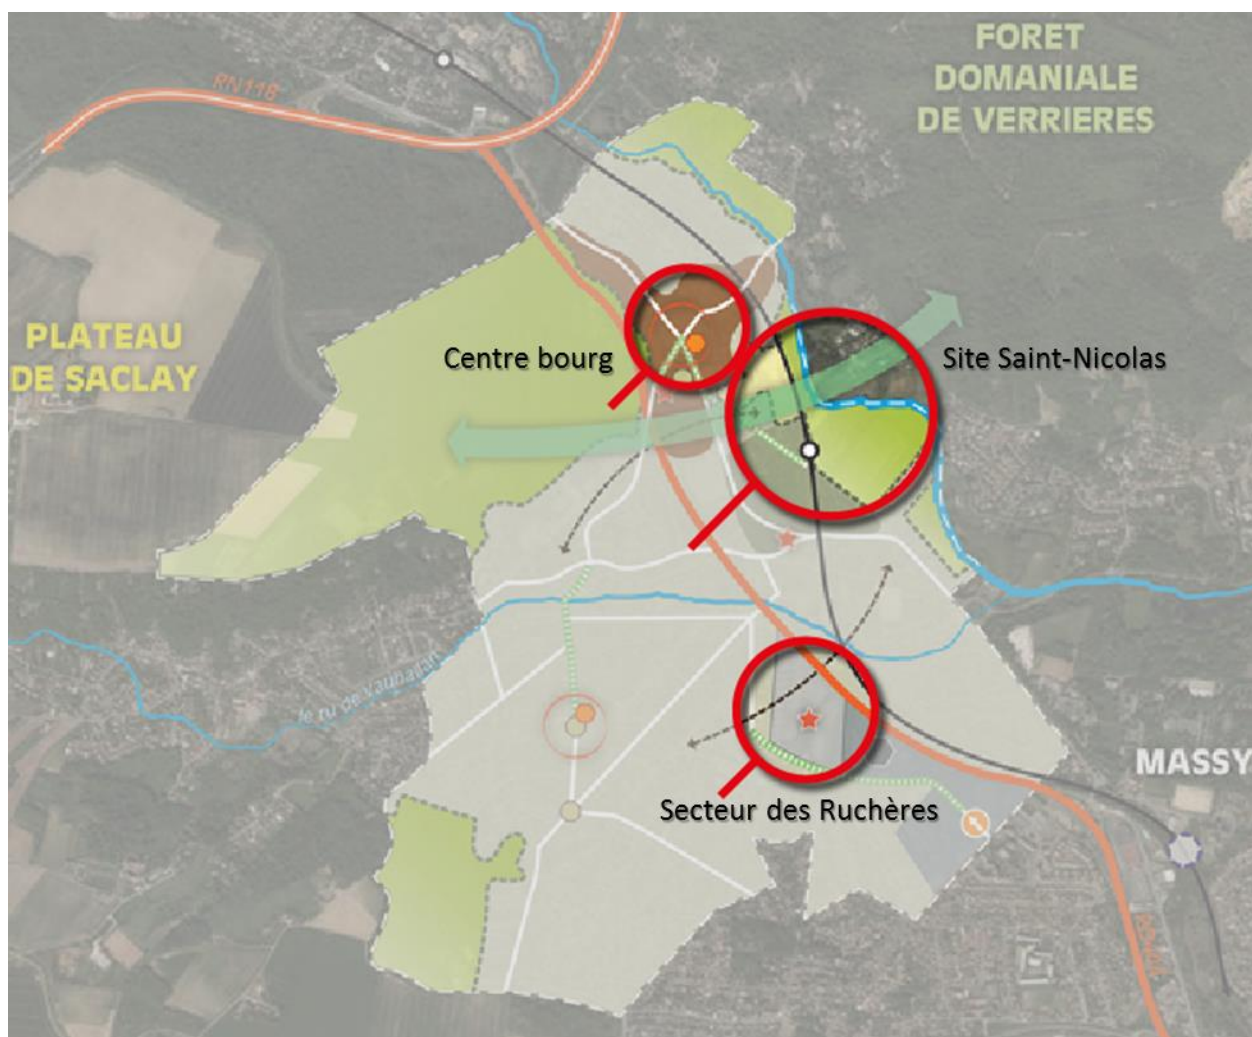 FORET
DOMANIALE
DE VERRIERES
RN118
PLATEAU
DE SACLAY
Centre bourg
Site Saint-Nicolas
le ru de Vauhallan
MASSY
Secteur des Ruchères